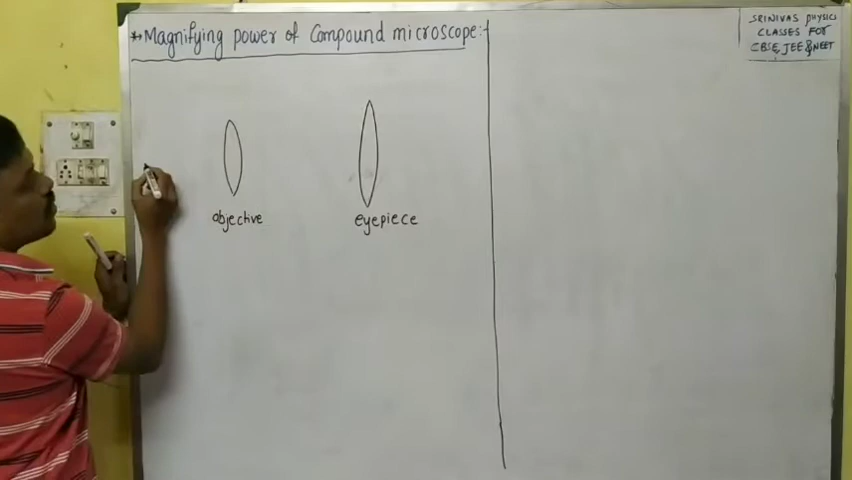 ** Magnifying power of Compound microscope:-
SRINIVAS PHYSICS
CLASSES FOR
CBSE, JEE & NEET
objective
eyepiece